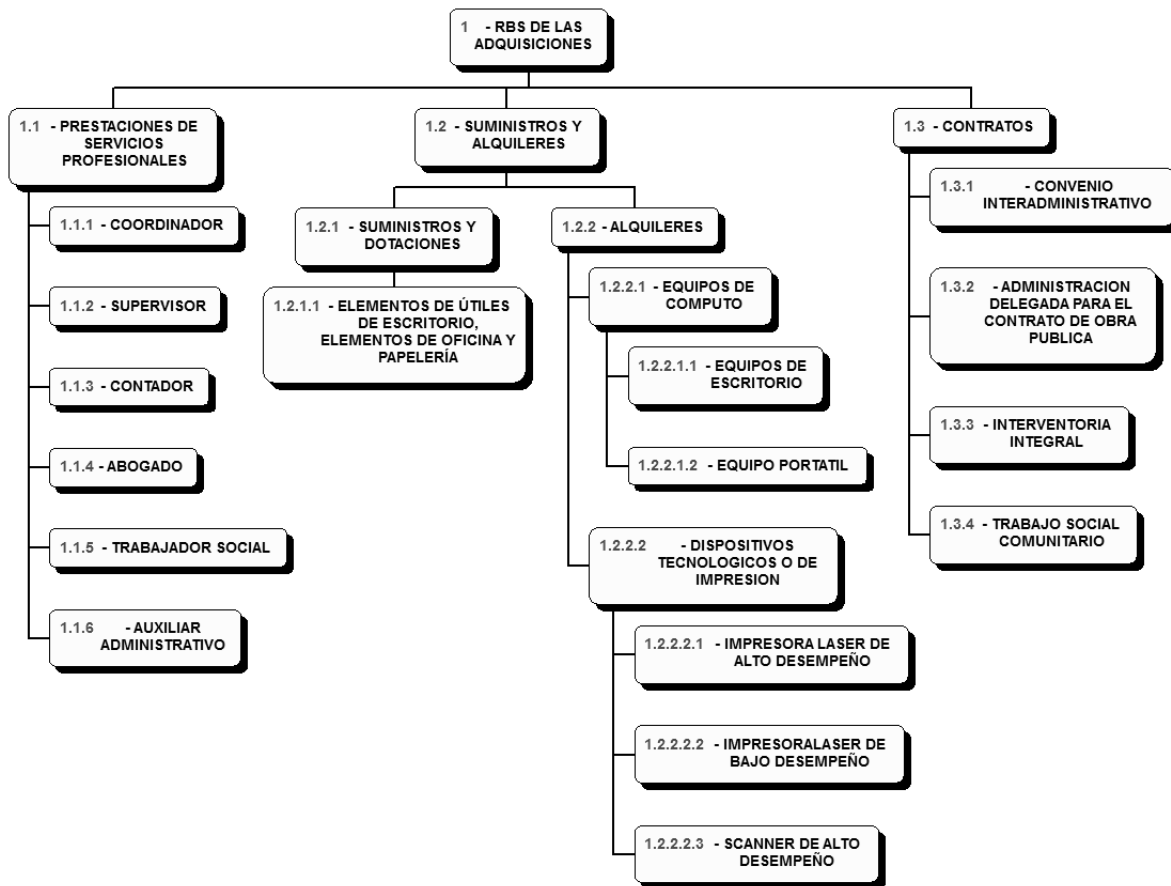 1 - RBS DE LAS
ADQUISICIONES
1.1 - PRESTACIONES DE
SERVICIOS
PROFESIONALES
1.1.1 - COORDINADOR
1.1.2 - SUPERVISOR
1.1.3 - CONTADOR
1.1.4 - ABOGADO
1.1.5 - TRABAJADOR SOCIAL
1.1.6 - AUXILIAR
ADMINISTRATIVO
1.2 - SUMINISTROS Y
ALQUILERES
1.2.1 - SUMINISTROS Y
DOTACIONES
1.2.1.1 - ELEMENTOS DE ÚTILES
DE ESCRITORIO,
ELEMENTOS DE OFICINA Y
PAPELERÍA
1.2.2 - ALQUILERES
1.2.2.1 - EQUIPOS DE
COMPUTO
1.2.2.1.1 - EQUIPOS DE
ESCRITORIO
1.2.2.1.2 - EQUIPO PORTATIL
1.2.2.2 - DISPOSITIVOS
TECNOLOGICOS O DE
IMPRESION
1.2.2.2.1 - IMPRESORA LASER DE
ALTO DESEMPEÑO
1.2.2.2.2 - IMPRESORALASER DE
BAJO DESEMPEÑO
1.2.2.2.3 - SCANNER DE ALTO
DESEMPEÑO
1.3 - CONTRATOS
1.3.1 - CONVENIO
INTERADMINISTRATIVO
1.3.2 - ADMINISTRACION
DELEGADA PARA EL
CONTRATO DE OBRA
PUBLICA
1.3.3 - INTERVENTORIA
INTEGRAL
1.3.4 - TRABAJO SOCIAL
COMUNITARIO